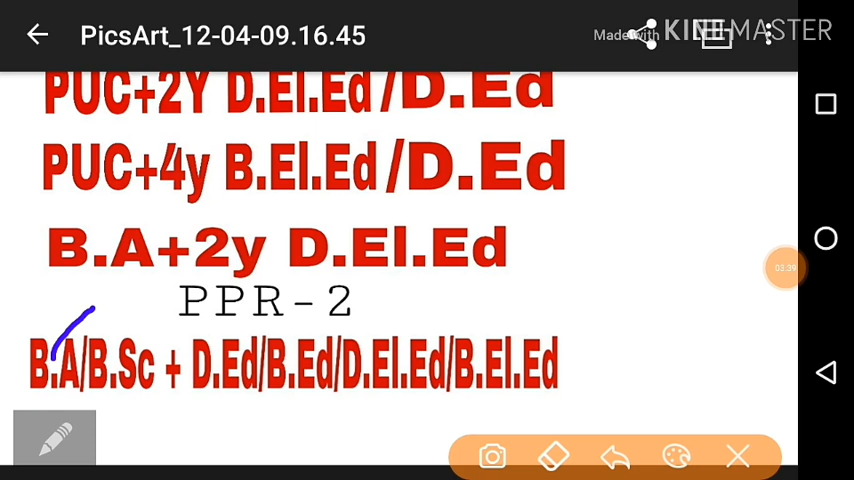 PicsArt_12-04-09.16.45
Made with KINEMASTER
PUC+2Y D.El.Ed/D.Ed
PUC+4y B.El.Ed/D.Ed
B.A+2y D.El.Ed
03:39
PPR-2
B.A/B.Sc + D.Ed/B.Ed/D.El.Ed/B.El.Ed